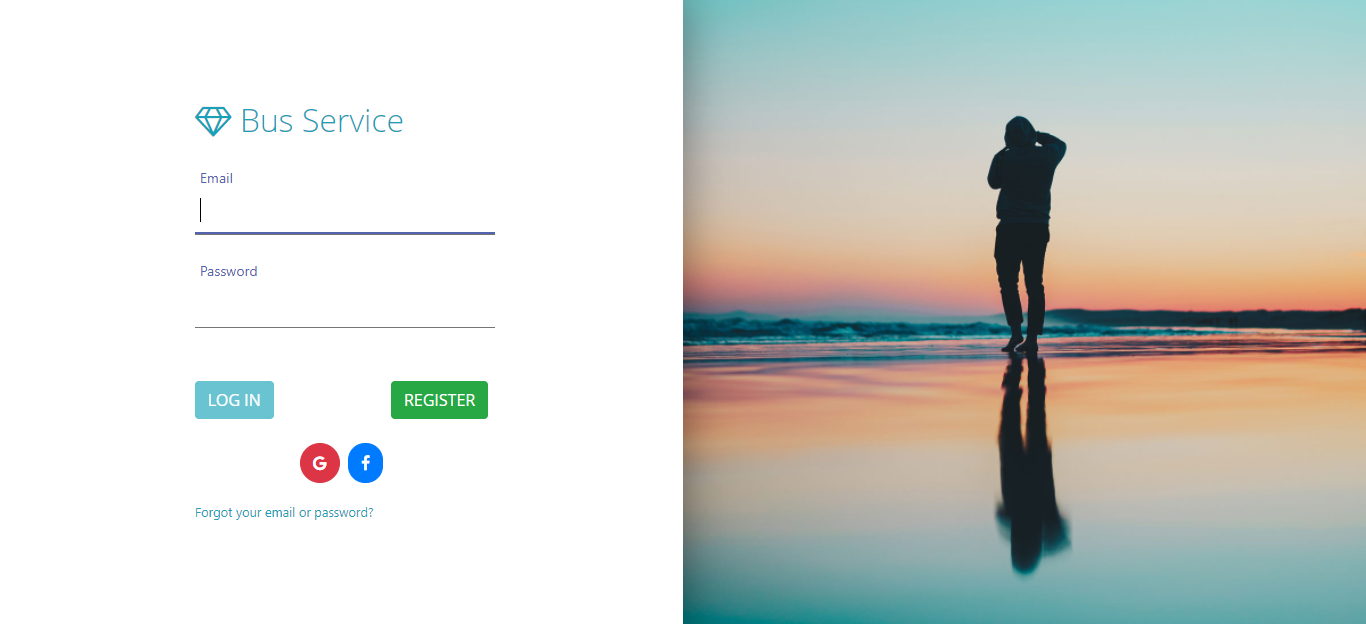 Bus Service
Email
Password
LOG IN REGISTER
G f
Forgot your email or password?